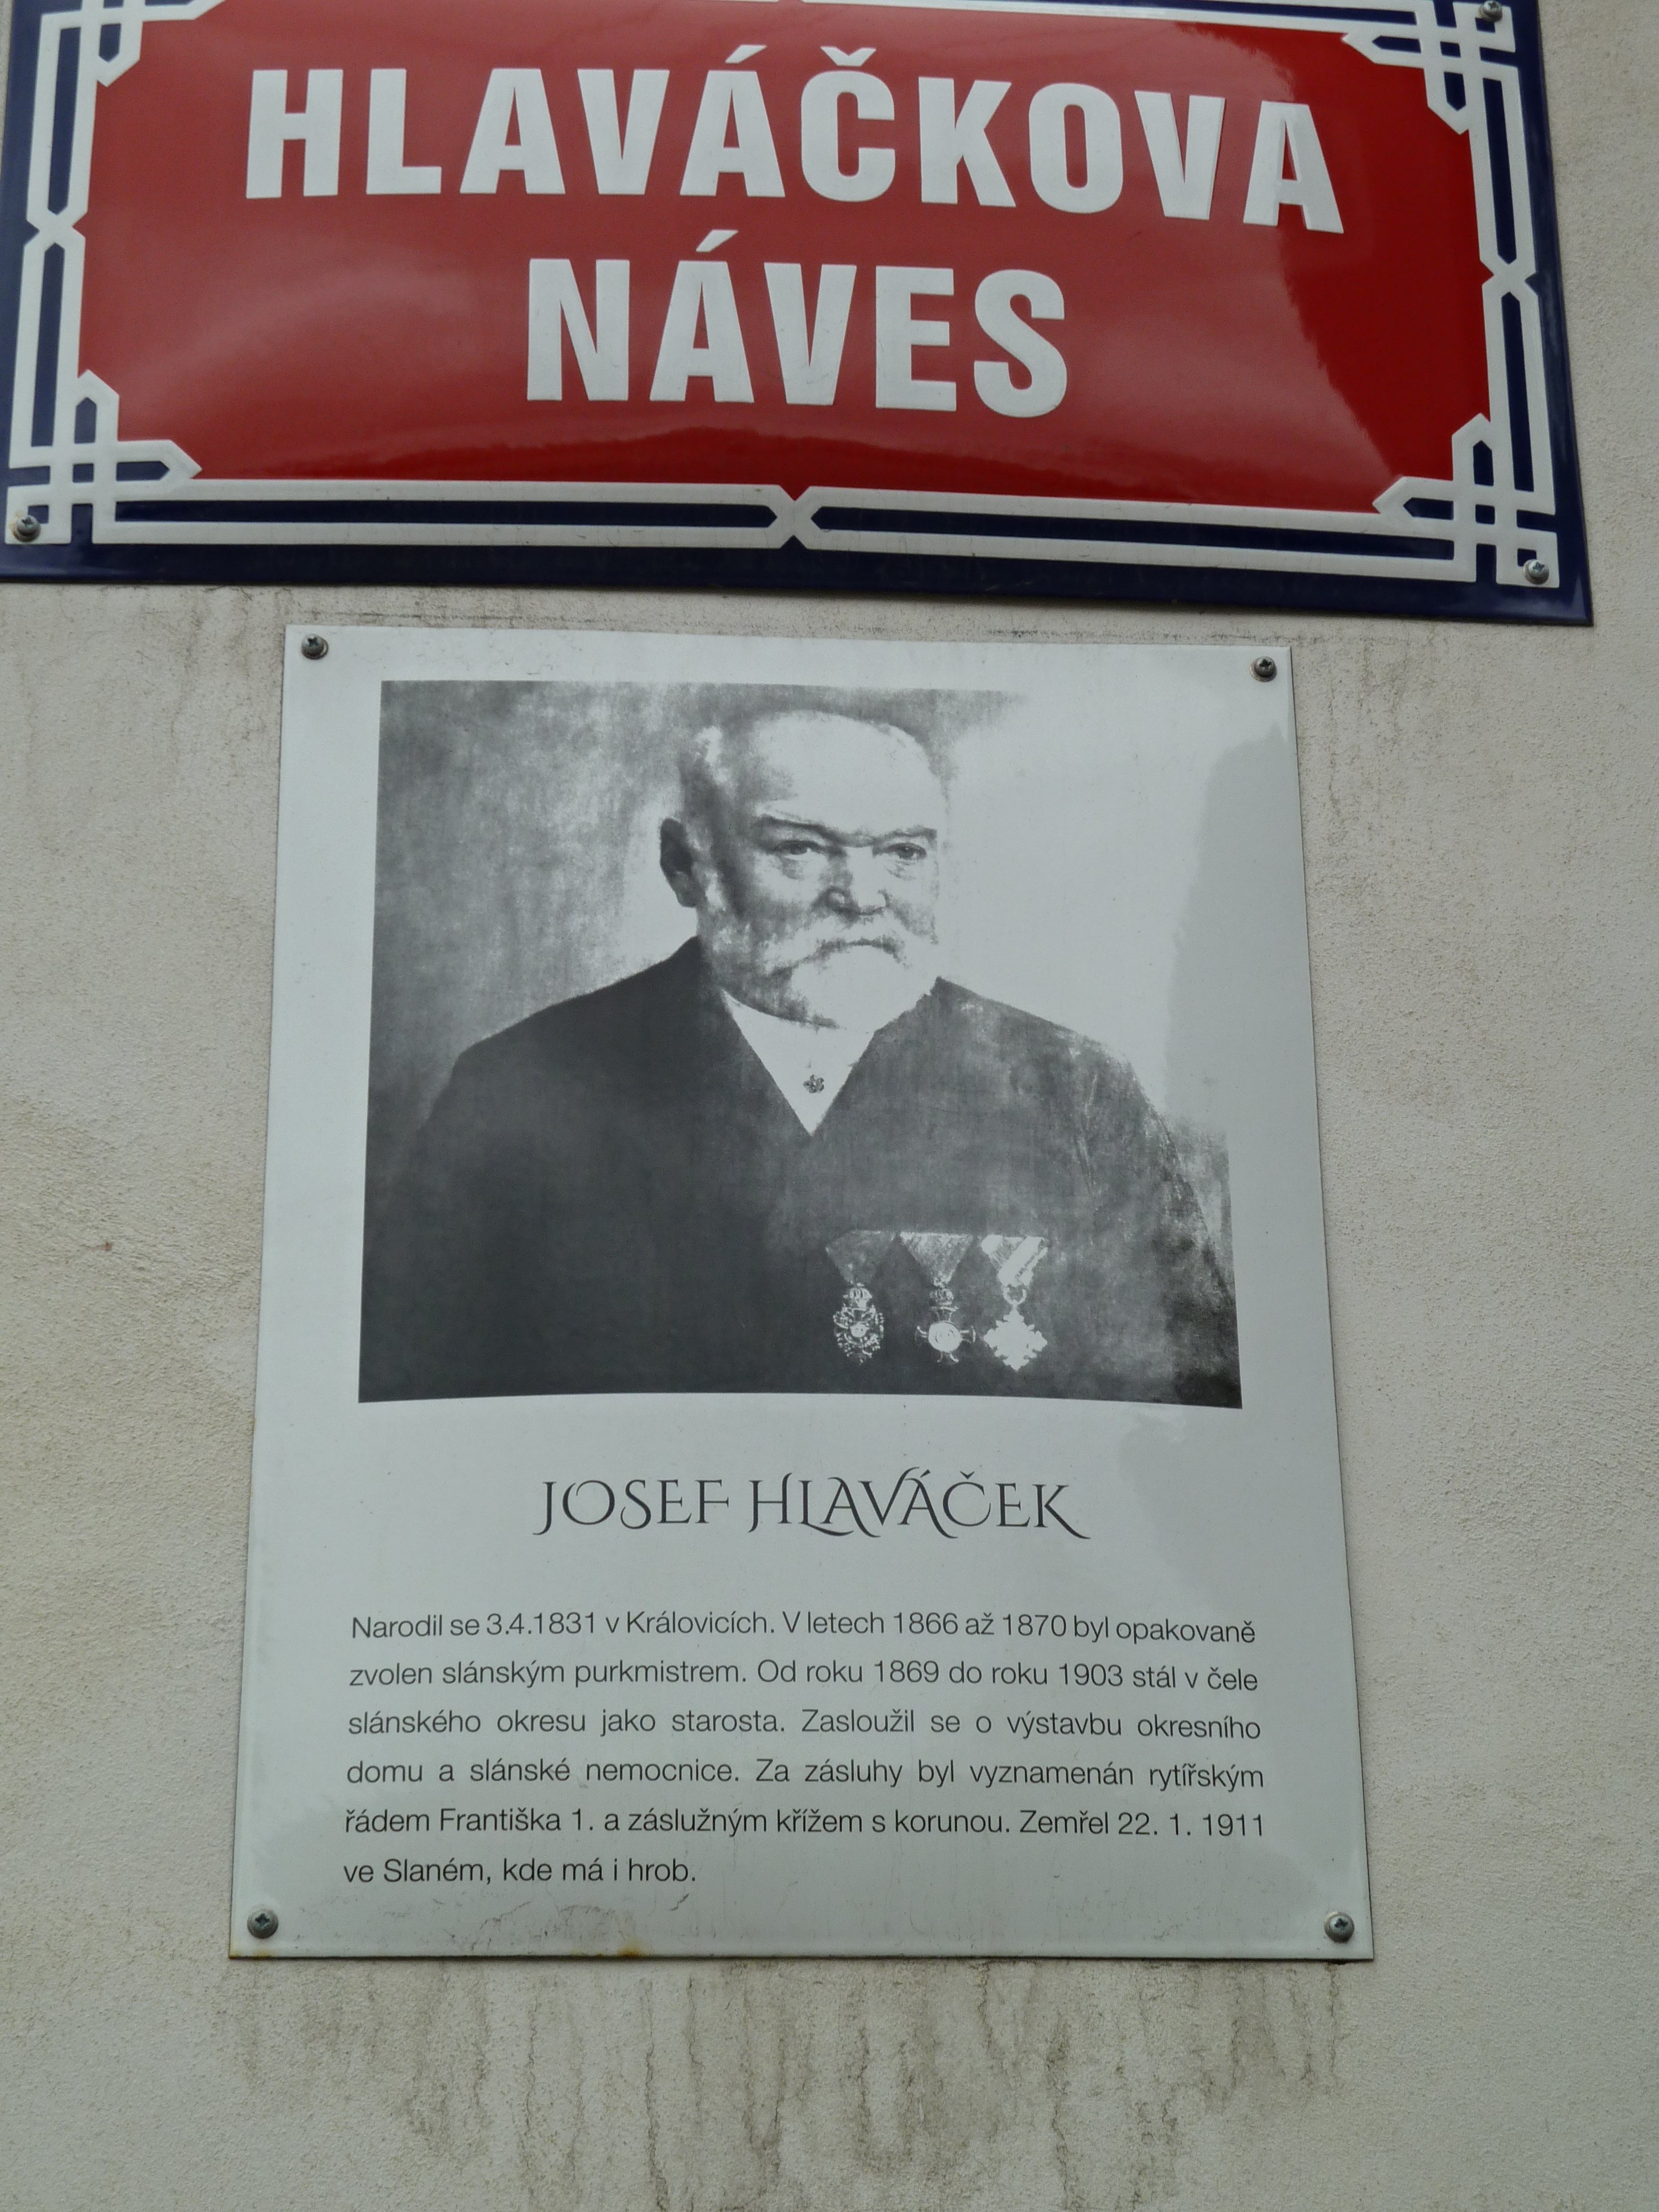 HLAVÁČKOVA
NÁVES
JOSEF HLAVÁČEK
Narodil se 3.4.1831 v Královicích. V letech 1866 až 1870 byl opakovaně
zvolen slánským purkmistrem. Od roku 1869 do roku 1903 stál v čele
slánského okresu jako starosta. Zasloužil se o výstavbu okresního
domu a slánské nemocnice. Za zásluhy byl vyznamenán rytířským
řádem Františka 1. a záslužným křížem s korunou. Zemřel 22. 1. 1911
ve Slaném, kde má i hrob.